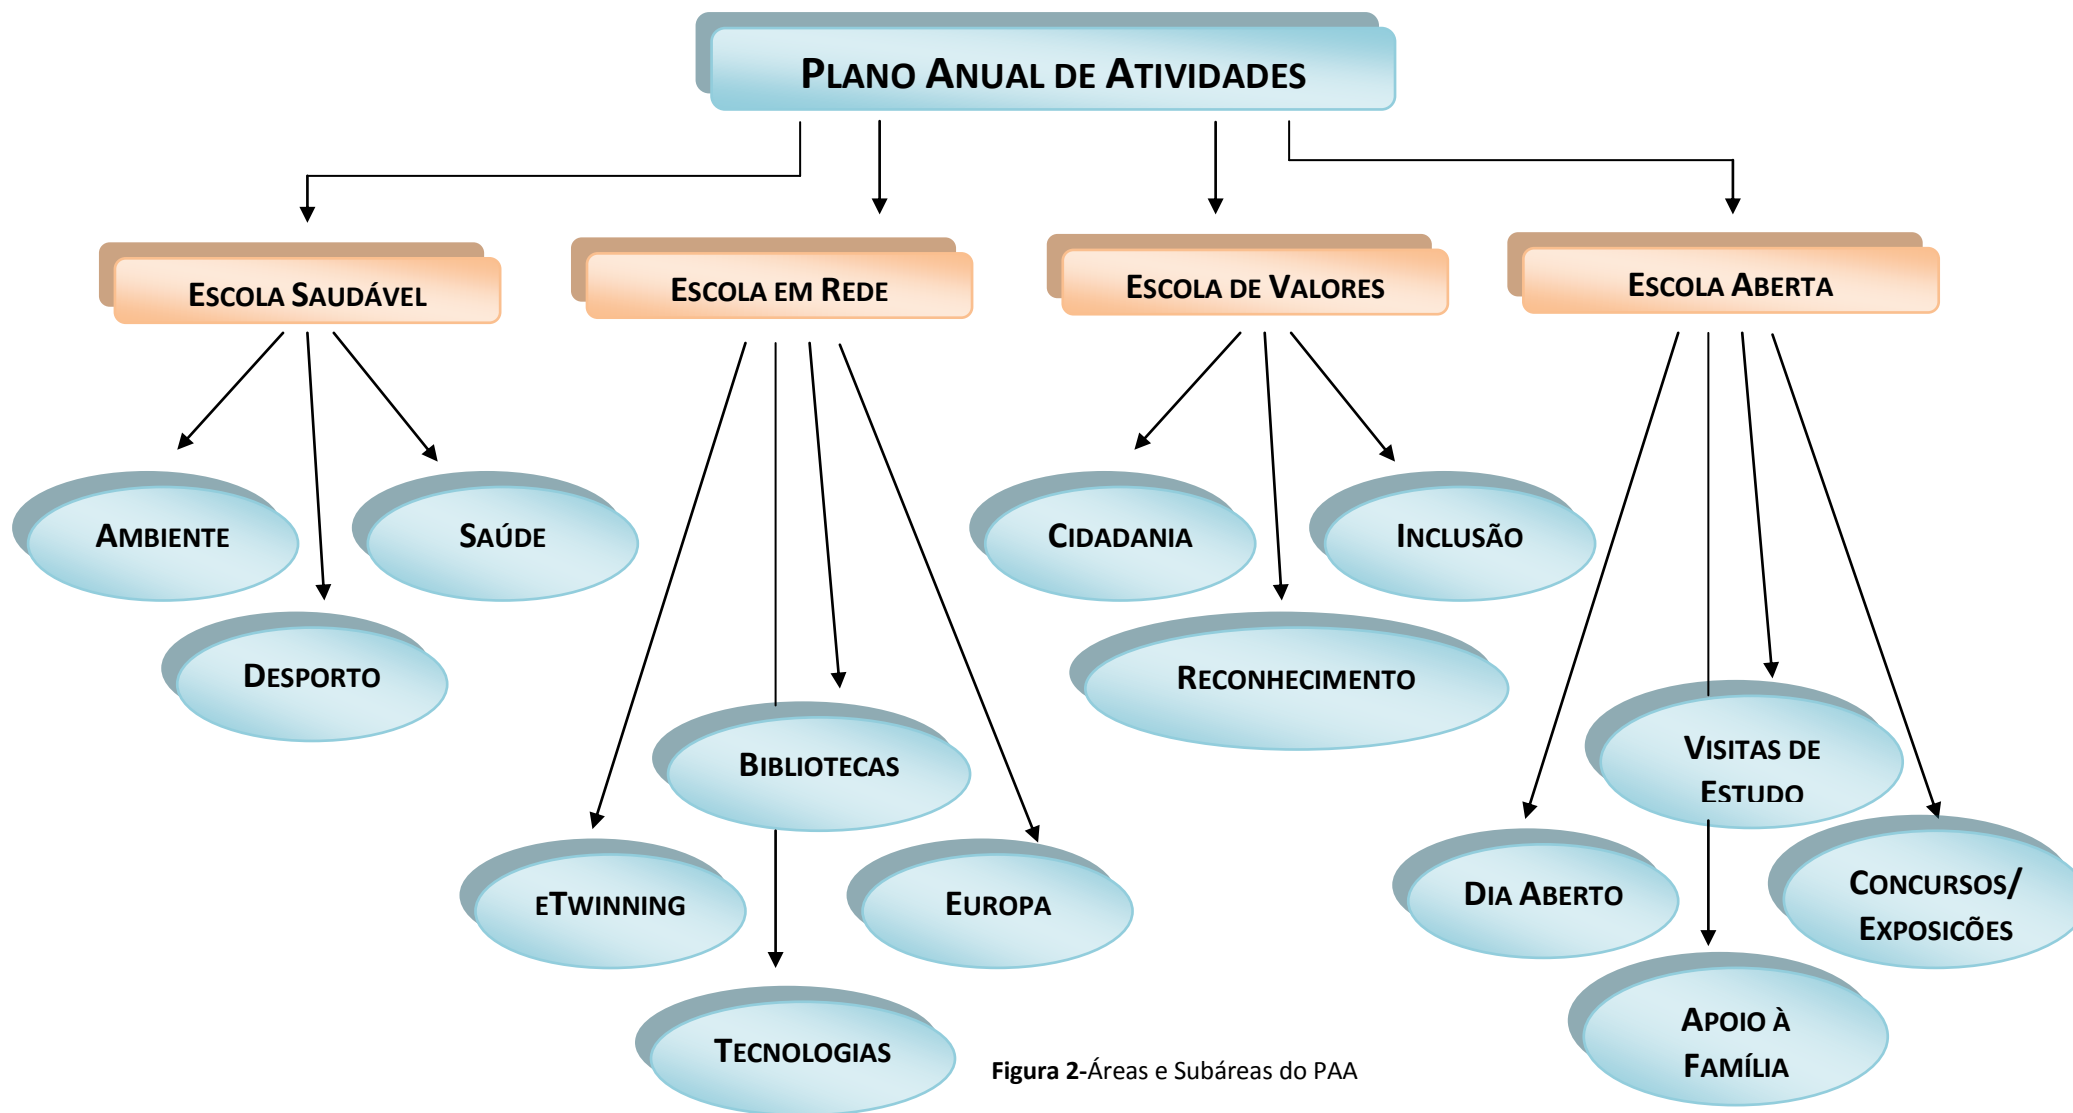 PLANO ANUAL DE ATIVIDADES
ESCOLA SAUDÁVEL
ESCOLA EM REDE
ESCOLA DE VALORES
ESCOLA ABERTA
AMBIENTE
SAÚDE
DESPORTO
BIBLIOTECAS
ETWINNING
EUROPA
TECNOLOGIAS
CIDADANIA
INCLUSÃO
RECONHECIMENTO
VISITAS DE
ESTUDO
DIA ABERTO
CONCURSOS/
EXPOSIÇÕES
APOIO À
FAMÍLIA
Figura 2-Áreas e Subáreas do PAA